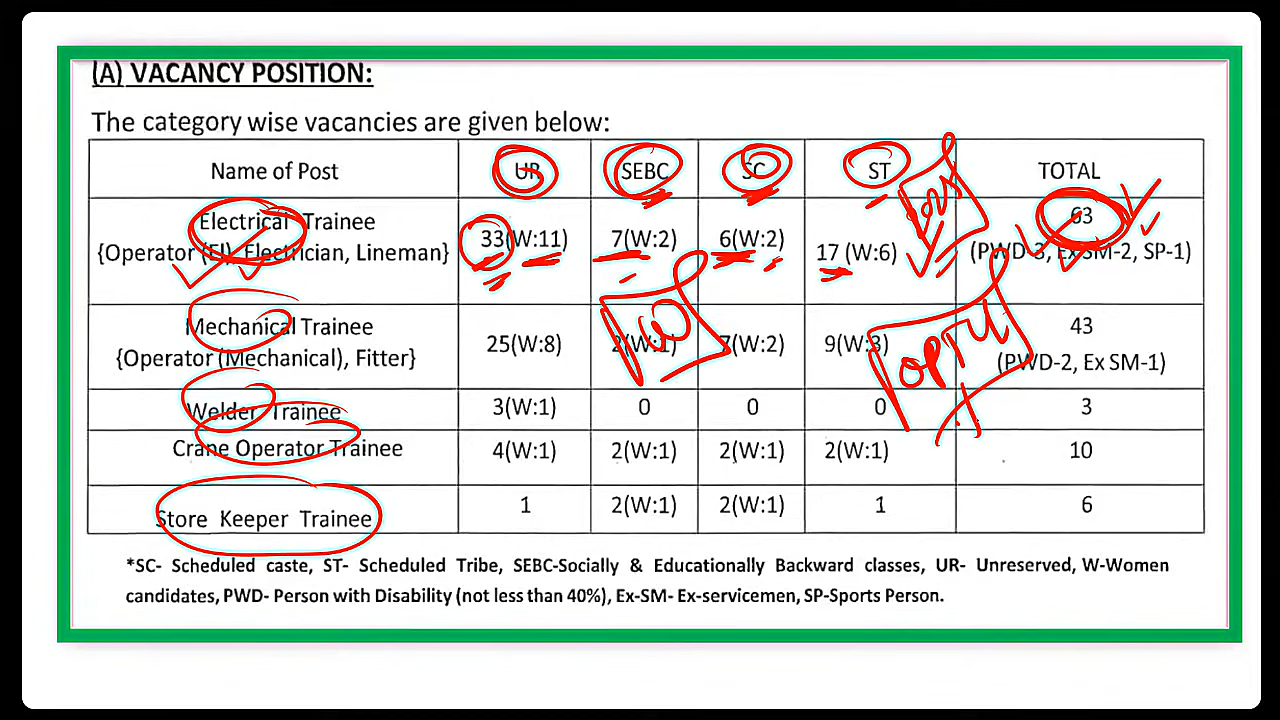 (A) VACANCY POSITION:
The category wise vacancies are given below:
Name of Post UR SEBC SC ST TOTAL
Electrical Trainee
{Operator (El), Electrician, Lineman} 33(W:11) 7(W:2) 6(W:2) 17 (W:6) 63
(PWD-3, Ex SM-2, SP-1)
Mechanical Trainee
{Operator (Mechanical), Fitter} 25(W:8) 2(W:1) 7(W:2) 9(W:3) 43
(PWD-2, Ex SM-1)
Welder Trainee 3(W:1) 0 0 0 3
Crane Operator Trainee 4(W:1) 2(W:1) 2(W:1) 2(W:1) 10
Store Keeper Trainee 1 2(W:1) 2(W:1) 1 6
*SC- Scheduled caste, ST- Scheduled Tribe, SEBC-Socially & Educationally Backward classes, UR- Unreserved, W-Women
candidates, PWD- Person with Disability (not less than 40%), Ex-SM- Ex-servicemen, SP-Sports Person.